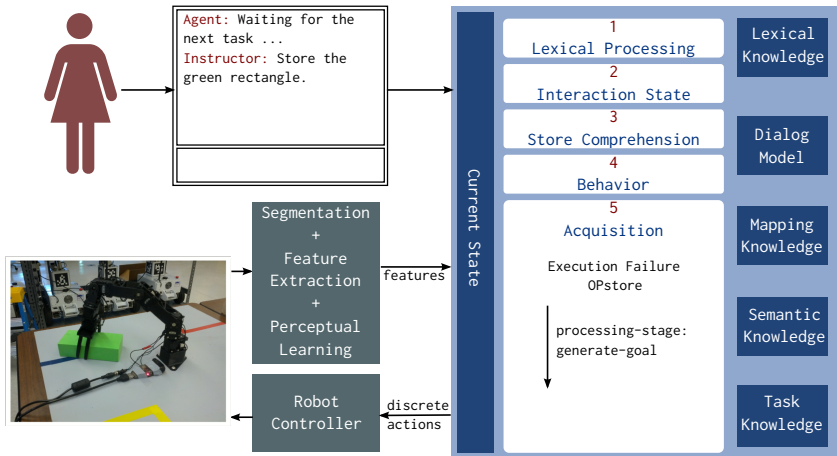 Agent: Waiting for the
next task ...
Instructor: Store the
green rectangle.
Segmentation
+
Feature
Extraction
+
Perceptual
Learning
features
Robot
Controller
discrete
actions
Current State
1
Lexical Processing
2
Interaction State
3
Store Comprehension
4
Behavior
5
Acquisition
Execution Failure
OPstore
processing-stage:
generate-goal
Lexical
Knowledge
Dialog
Model
Mapping
Knowledge
Semantic
Knowledge
Task
Knowledge